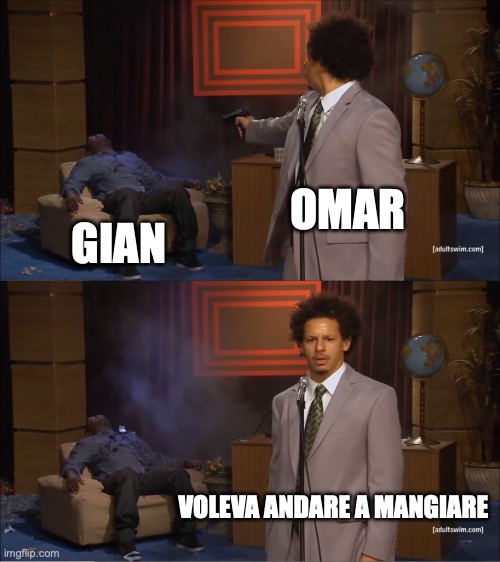 OMAR
GIAN
[adultswim.com]
VOLEVA ANDARE A MANGIARE
[adultswim.com]
imgflip.com